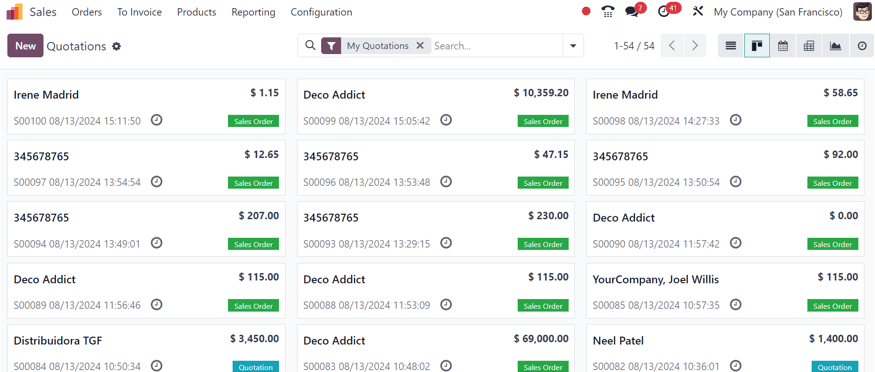 Sales Orders To Invoice Products Reporting Configuration 7 41 My Company (San Francisco)
New Quotations My Quotations Search... 1-54 / 54
Irene Madrid $ 1.15 Deco Addict $ 10,359.20 Irene Madrid $ 58.65
S00100 08/13/2024 15:11:50 Sales Order S00099 08/13/2024 15:05:42 Sales Order S00098 08/13/2024 14:27:33 Sales Order
345678765 $ 12.65 345678765 $ 47.15 345678765 $ 92.00
S00097 08/13/2024 13:54:54 Sales Order S00096 08/13/2024 13:53:48 Sales Order S00095 08/13/2024 13:50:54 Sales Order
345678765 $ 207.00 345678765 $ 230.00 Deco Addict $ 0.00
S00094 08/13/2024 13:49:01 Sales Order S00093 08/13/2024 13:29:15 Sales Order S00090 08/13/2024 11:57:42 Sales Order
Deco Addict $ 115.00 Deco Addict $ 115.00 YourCompany, Joel Willis $ 115.00
S00089 08/13/2024 11:56:46 Sales Order S00088 08/13/2024 11:53:09 Sales Order S00085 08/13/2024 10:57:35 Sales Order
Distribuidora TGF $ 3,450.00 Deco Addict $ 69,000.00 Neel Patel $ 1,400.00
S00084 08/13/2024 10:50:34 Quotation S00083 08/13/2024 10:48:02 Sales Order S00082 08/13/2024 10:36:01 Quotation